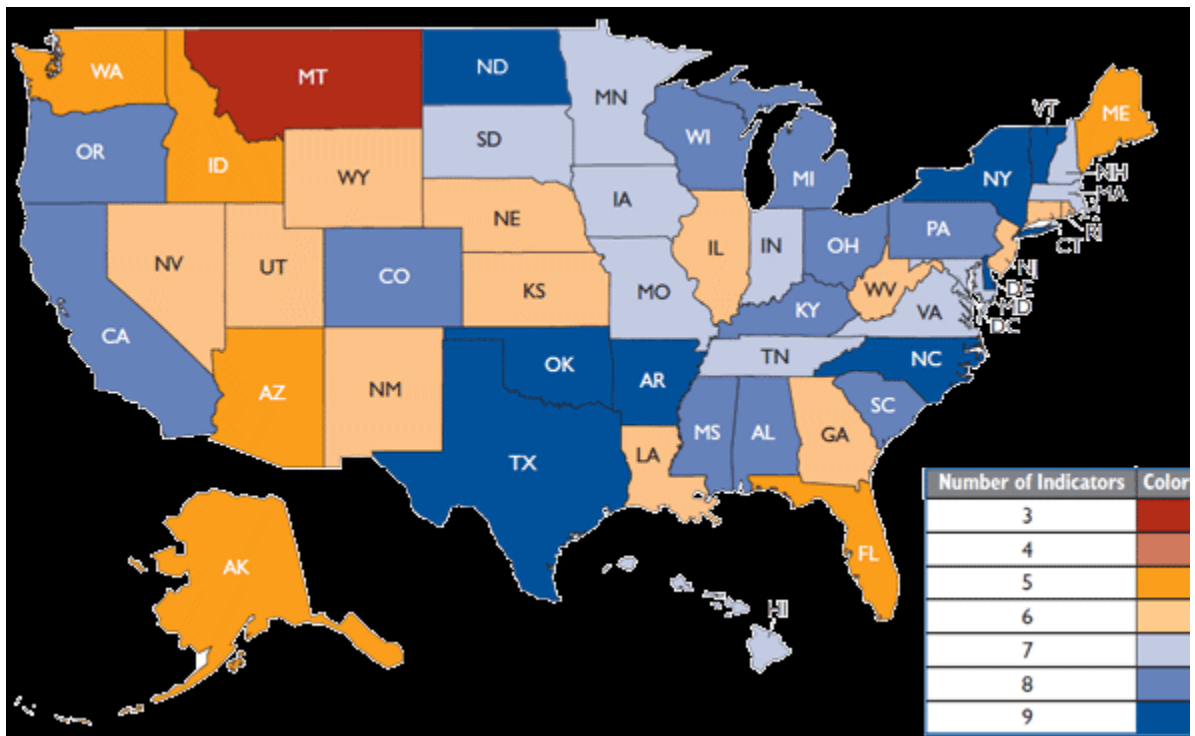 WA
MT
ND
MN
VT
ME
OR
ID
SD
WI
NH
WY
MI
NY
MA
RI
CT
NE
IA
PA
NV
UT
CO
IL
IN
OH
NJ
DE
KS
MO
WV
MD
VA
DC
CA
KY
TN
NC
AZ
NM
OK
AR
SC
MS
AL
GA
TX
LA
FL
AK
HI
Number of Indicators Color
3
4
5
6
7
8
9